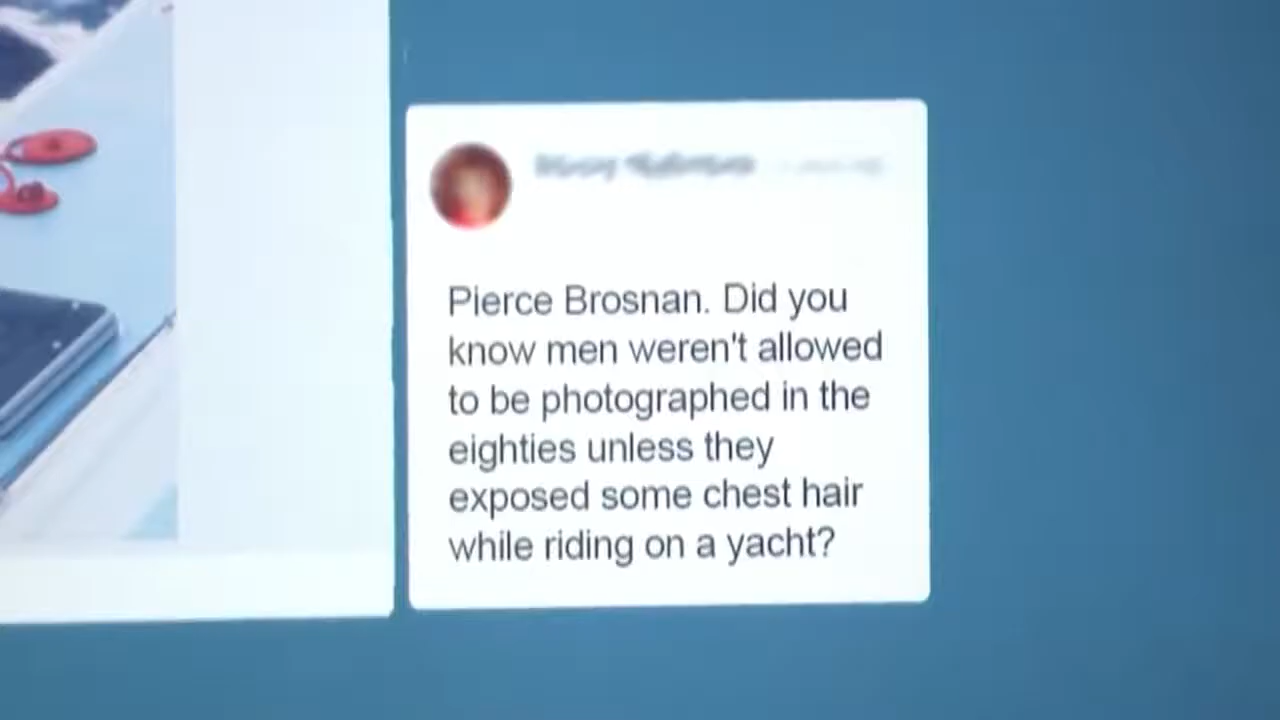 Pierce Brosnan. Did you
know men weren't allowed
to be photographed in the
eighties unless they
exposed some chest hair
while riding on a yacht?